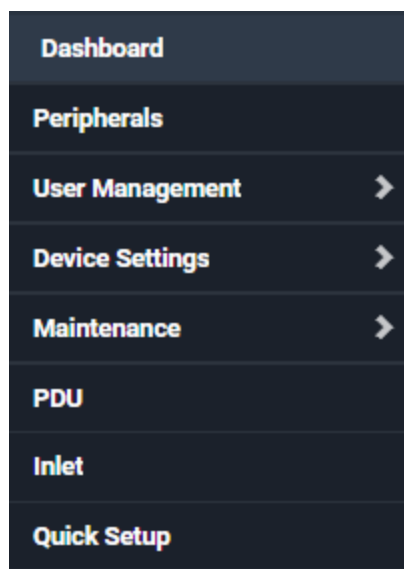 Dashboard
Peripherals
User Management
Device Settings
Maintenance
PDU
Inlet
Quick Setup